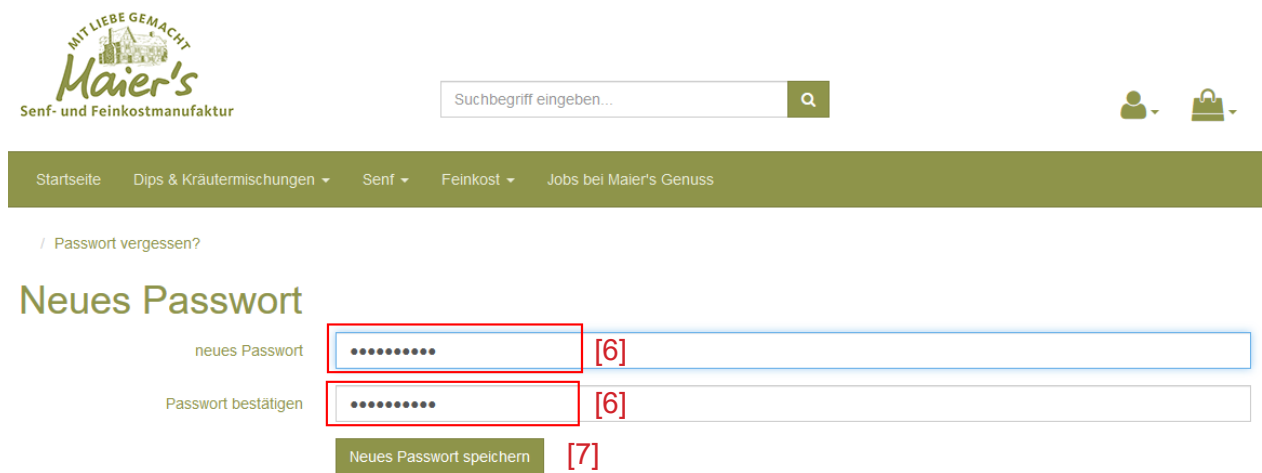 MIT LIEBE GEMACHT
Maier's
Senf- und Feinkostmanufaktur
Suchbegriff eingeben...
Startseite Dips & Kräutermischungen Senf Feinkost Jobs bei Maier's Genuss
/ Passwort vergessen?
Neues Passwort
neues Passwort •••••••••• [6]
Passwort bestätigen •••••••••• [6]
Neues Passwort speichern [7]